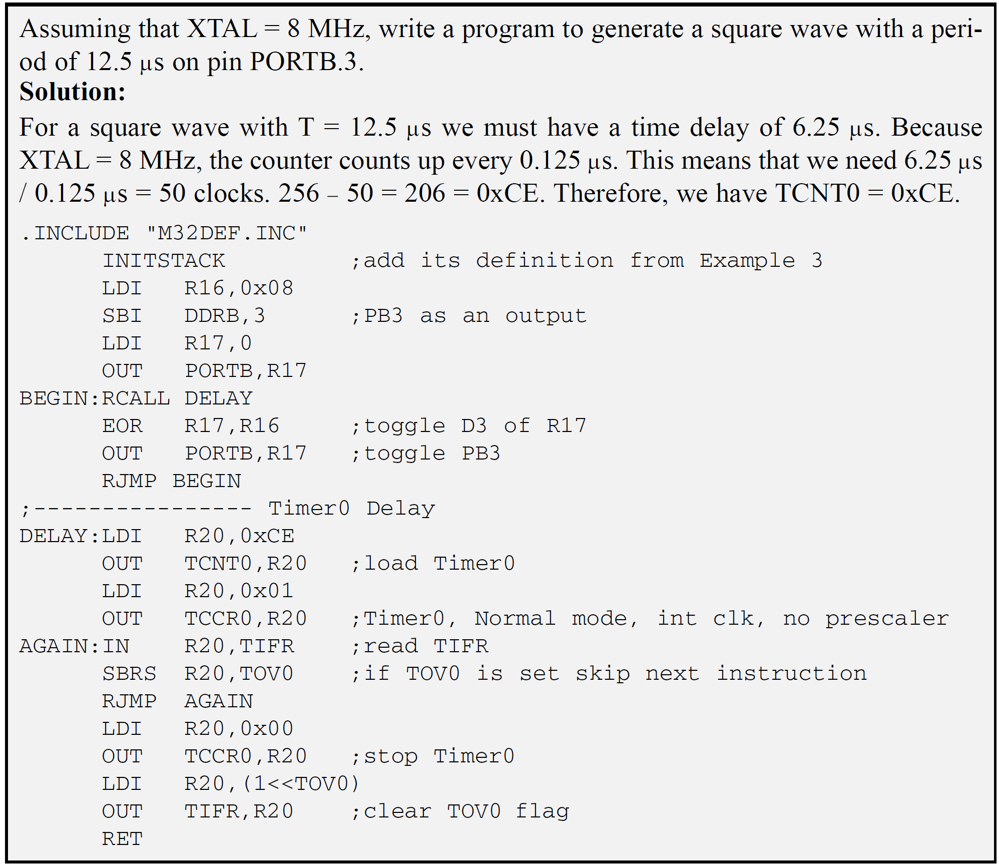 Assuming that XTAL = 8 MHz, write a program to generate a square wave with a peri-
od of 12.5 μs on pin PORTB.3.
Solution:
For a square wave with T = 12.5 μs we must have a time delay of 6.25 μs. Because
XTAL = 8 MHz, the counter counts up every 0.125 μs. This means that we need 6.25 μs
/ 0.125 μs = 50 clocks. 256 – 50 = 206 = 0xCE. Therefore, we have TCNT0 = 0xCE.
.INCLUDE "M32DEF.INC"
      INITSTACK         ;add its definition from Example 3
      LDI   R16,0x08
      SBI   DDRB,3      ;PB3 as an output
      LDI   R17,0
      OUT   PORTB,R17
BEGIN:RCALL DELAY
      EOR   R17,R16     ;toggle D3 of R17
      OUT   PORTB,R17   ;toggle PB3
      RJMP BEGIN
;---------------- Timer0 Delay
DELAY:LDI   R20,0xCE
      OUT   TCNT0,R20   ;load Timer0
      LDI   R20,0x01
      OUT   TCCR0,R20   ;Timer0, Normal mode, int clk, no prescaler
AGAIN:IN    R20,TIFR    ;read TIFR
      SBRS  R20,TOV0    ;if TOV0 is set skip next instruction
      RJMP  AGAIN
      LDI   R20,0x00
      OUT   TCCR0,R20   ;stop Timer0
      LDI   R20,(1<<TOV0)
      OUT   TIFR,R20    ;clear TOV0 flag
      RET